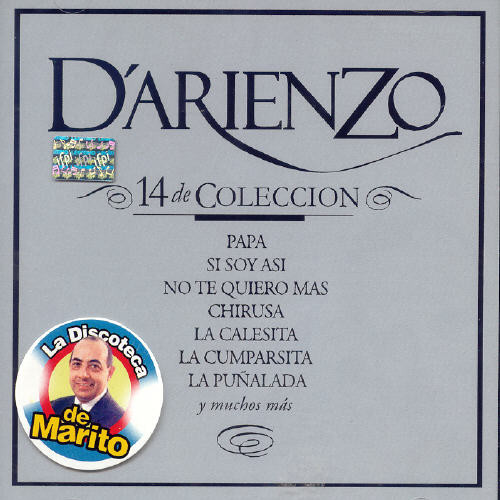 D'ARIENZO
14 de COLECCION
PAPA
SI SOY ASI
NO TE QUIERO MAS
CHIRUSA
LA CALESITA
LA CUMPARSITA
LA PUÑALADA
y muchos más
La Discoteca
de
Marito